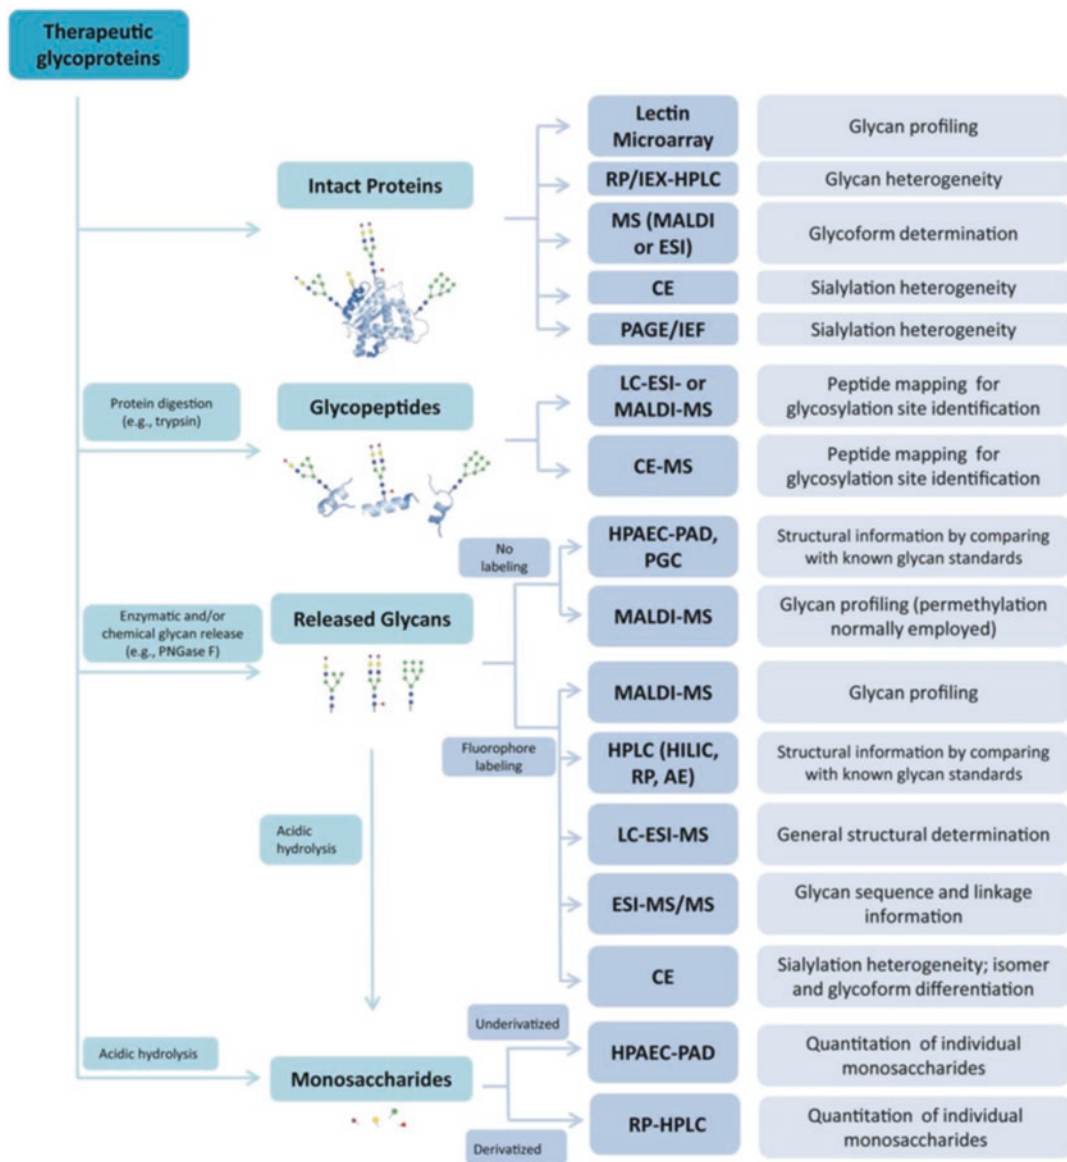 Therapeutic
glycoproteins
Intact Proteins
Lectin
Microarray
Glycan profiling
RP/IEX-HPLC
Glycan heterogeneity
MS (MALDI
or ESI)
Glycoform determination
CE
Sialylation heterogeneity
PAGE/IEF
Sialylation heterogeneity
Protein digestion
(e.g., trypsin)
Glycopeptides
LC-ESI- or
MALDI-MS
Peptide mapping for
glycosylation site identification
CE-MS
Peptide mapping for
glycosylation site identification
Enzymatic and/or
chemical glycan release
(e.g., PNGase F)
Released Glycans
No
labeling
HPAEC-PAD,
PGC
Structural information by comparing
with known glycan standards
MALDI-MS
Glycan profiling (permethylation
normally employed)
Fluorophore
labeling
MALDI-MS
Glycan profiling
HPLC (HILIC,
RP, AE)
Structural information by comparing
with known glycan standards
LC-ESI-MS
General structural determination
ESI-MS/MS
Glycan sequence and linkage
information
CE
Sialylation heterogeneity; isomer
and glycoform differentiation
Acidic
hydrolysis
Acidic hydrolysis
Monosaccharides
Underivatized
HPAEC-PAD
Quantitation of individual
monosaccharides
Derivatized
RP-HPLC
Quantitation of individual
monosaccharides